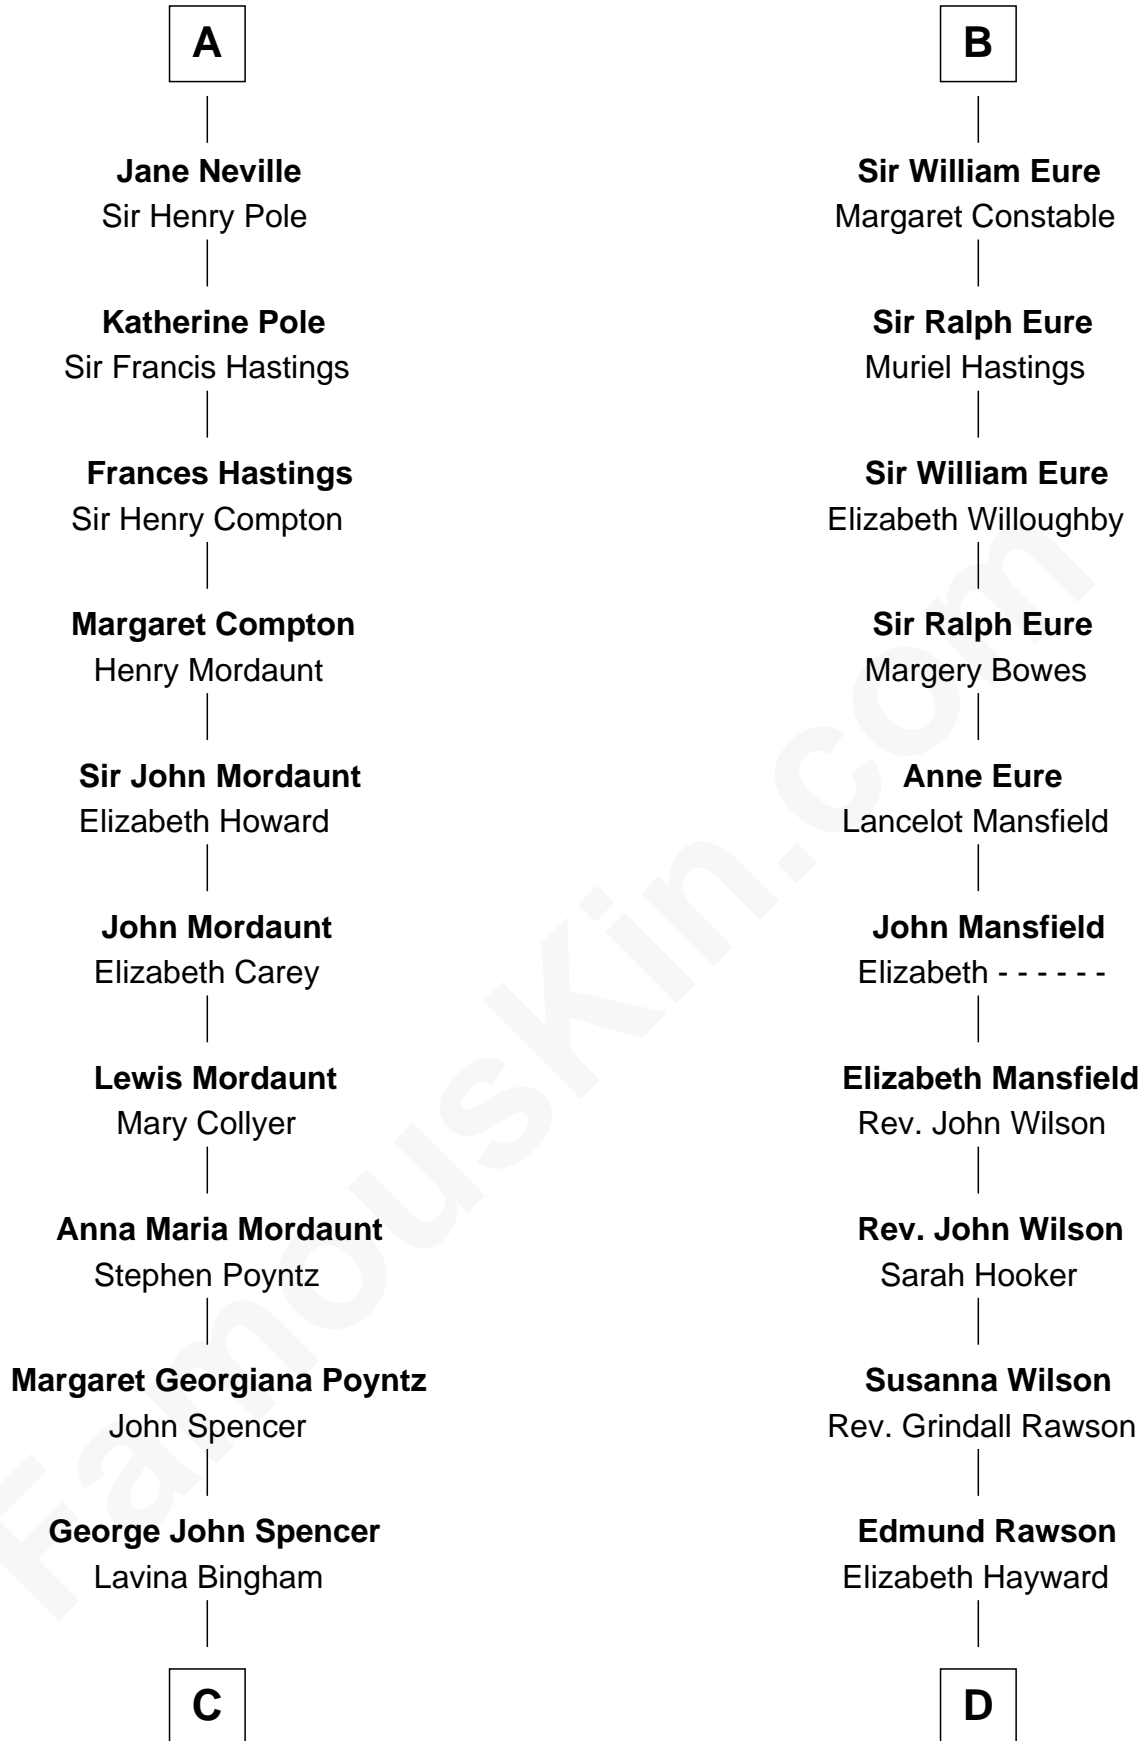 A
Jane Neville
Sir Henry Pole
Katherine Pole
Sir Francis Hastings
Frances Hastings
Sir Henry Compton
Margaret Compton
Henry Mordaunt
Sir John Mordaunt
Elizabeth Howard
John Mordaunt
Elizabeth Carey
Lewis Mordaunt
Mary Collyer
Anna Maria Mordaunt
Stephen Poyntz
Margaret Georgiana Poyntz
John Spencer
George John Spencer
Lavina Bingham
C
B
Sir William Eure
Margaret Constable
Sir Ralph Eure
Muriel Hastings
Sir William Eure
Elizabeth Willoughby
Sir Ralph Eure
Margery Bowes
Anne Eure
Lancelot Mansfield
John Mansfield
Elizabeth - - - - - -
Elizabeth Mansfield
Rev. John Wilson
Rev. John Wilson
Sarah Hooker
Susanna Wilson
Rev. Grindall Rawson
Edmund Rawson
Elizabeth Hayward
D
FamousKin.com